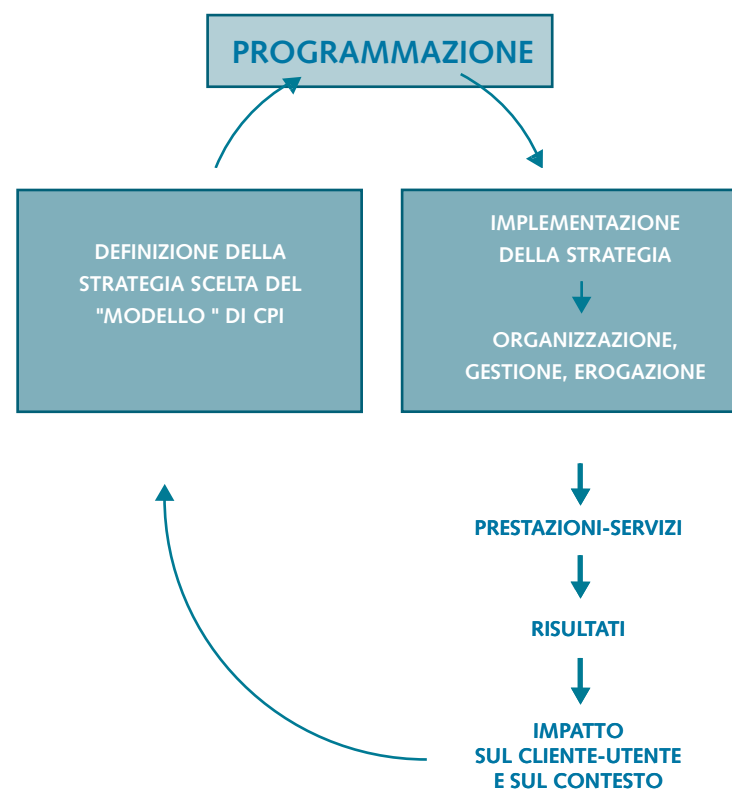 PROGRAMMAZIONE
DEFINIZIONE DELLA
STRATEGIA SCELTA DEL
"MODELLO " DI CPI
IMPLEMENTAZIONE
DELLA STRATEGIA
ORGANIZZAZIONE,
GESTIONE, EROGAZIONE
PRESTAZIONI-SERVIZI
RISULTATI
IMPATTO
SUL CLIENTE-UTENTE
E SUL CONTESTO